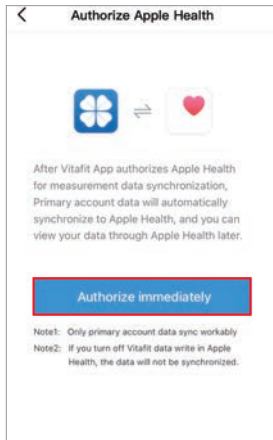 Authorize Apple Health
After Vitafit App authorizes Apple Health
for measurement data synchronization,
Primary account data will automatically
synchronize to Apple Health, and you can
view your data through Apple Health later.
Authorize immediately
Note1: Only primary account data sync workably
Note2: If you turn off Vitafit data write in Apple
Health, the data will not be synchronized.